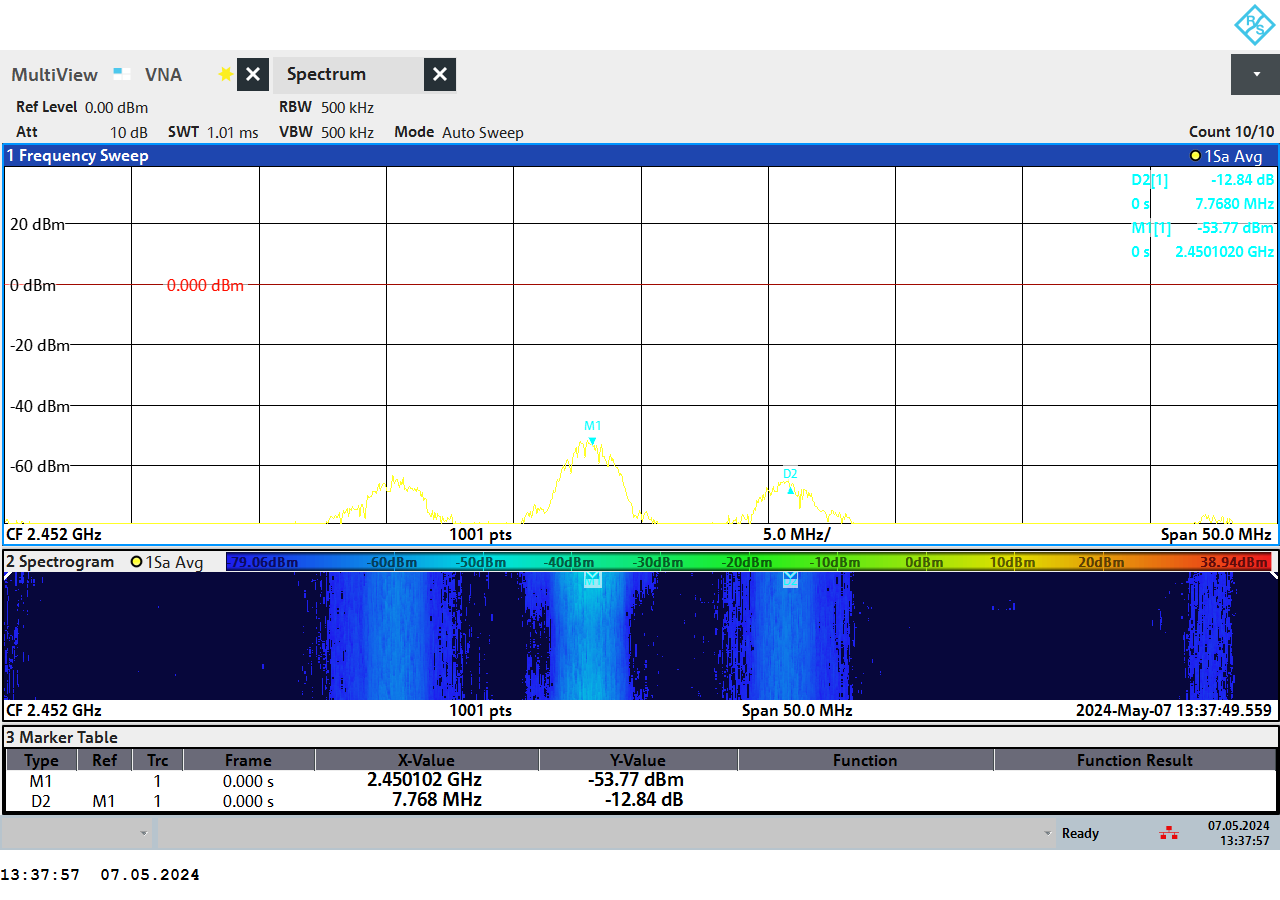 R S
MultiView VNA Spectrum
Ref Level 0.00 dBm RBW 500 kHz
Att 10 dB SWT 1.01 ms VBW 500 kHz Mode Auto Sweep Count 10/10
1 Frequency Sweep 1Sa Avg
D2[1] -12.84 dB
0 s 7.7680 MHz
20 dBm M1[1] -53.77 dBm
0 s 2.4501020 GHz
0 dBm 0.000 dBm
-20 dBm
-40 dBm
M1
-60 dBm
D2
CF 2.452 GHz 1001 pts 5.0 MHz/ Span 50.0 MHz
2 Spectrogram 1Sa Avg -79.06dBm -60dBm -50dBm -40dBm -30dBm -20dBm -10dBm 0dBm 10dBm 20dBm 38.94dBm
CF 2.452 GHz 1001 pts Span 50.0 MHz 2024-May-07 13:37:49.559
3 Marker Table
Type Ref Trc Frame X-Value Y-Value Function Function Result
M1 1 0.000 s 2.450102 GHz -53.77 dBm
D2 M1 1 0.000 s 7.768 MHz -12.84 dB
Ready 07.05.2024
13:37:57
13:37:57 07.05.2024